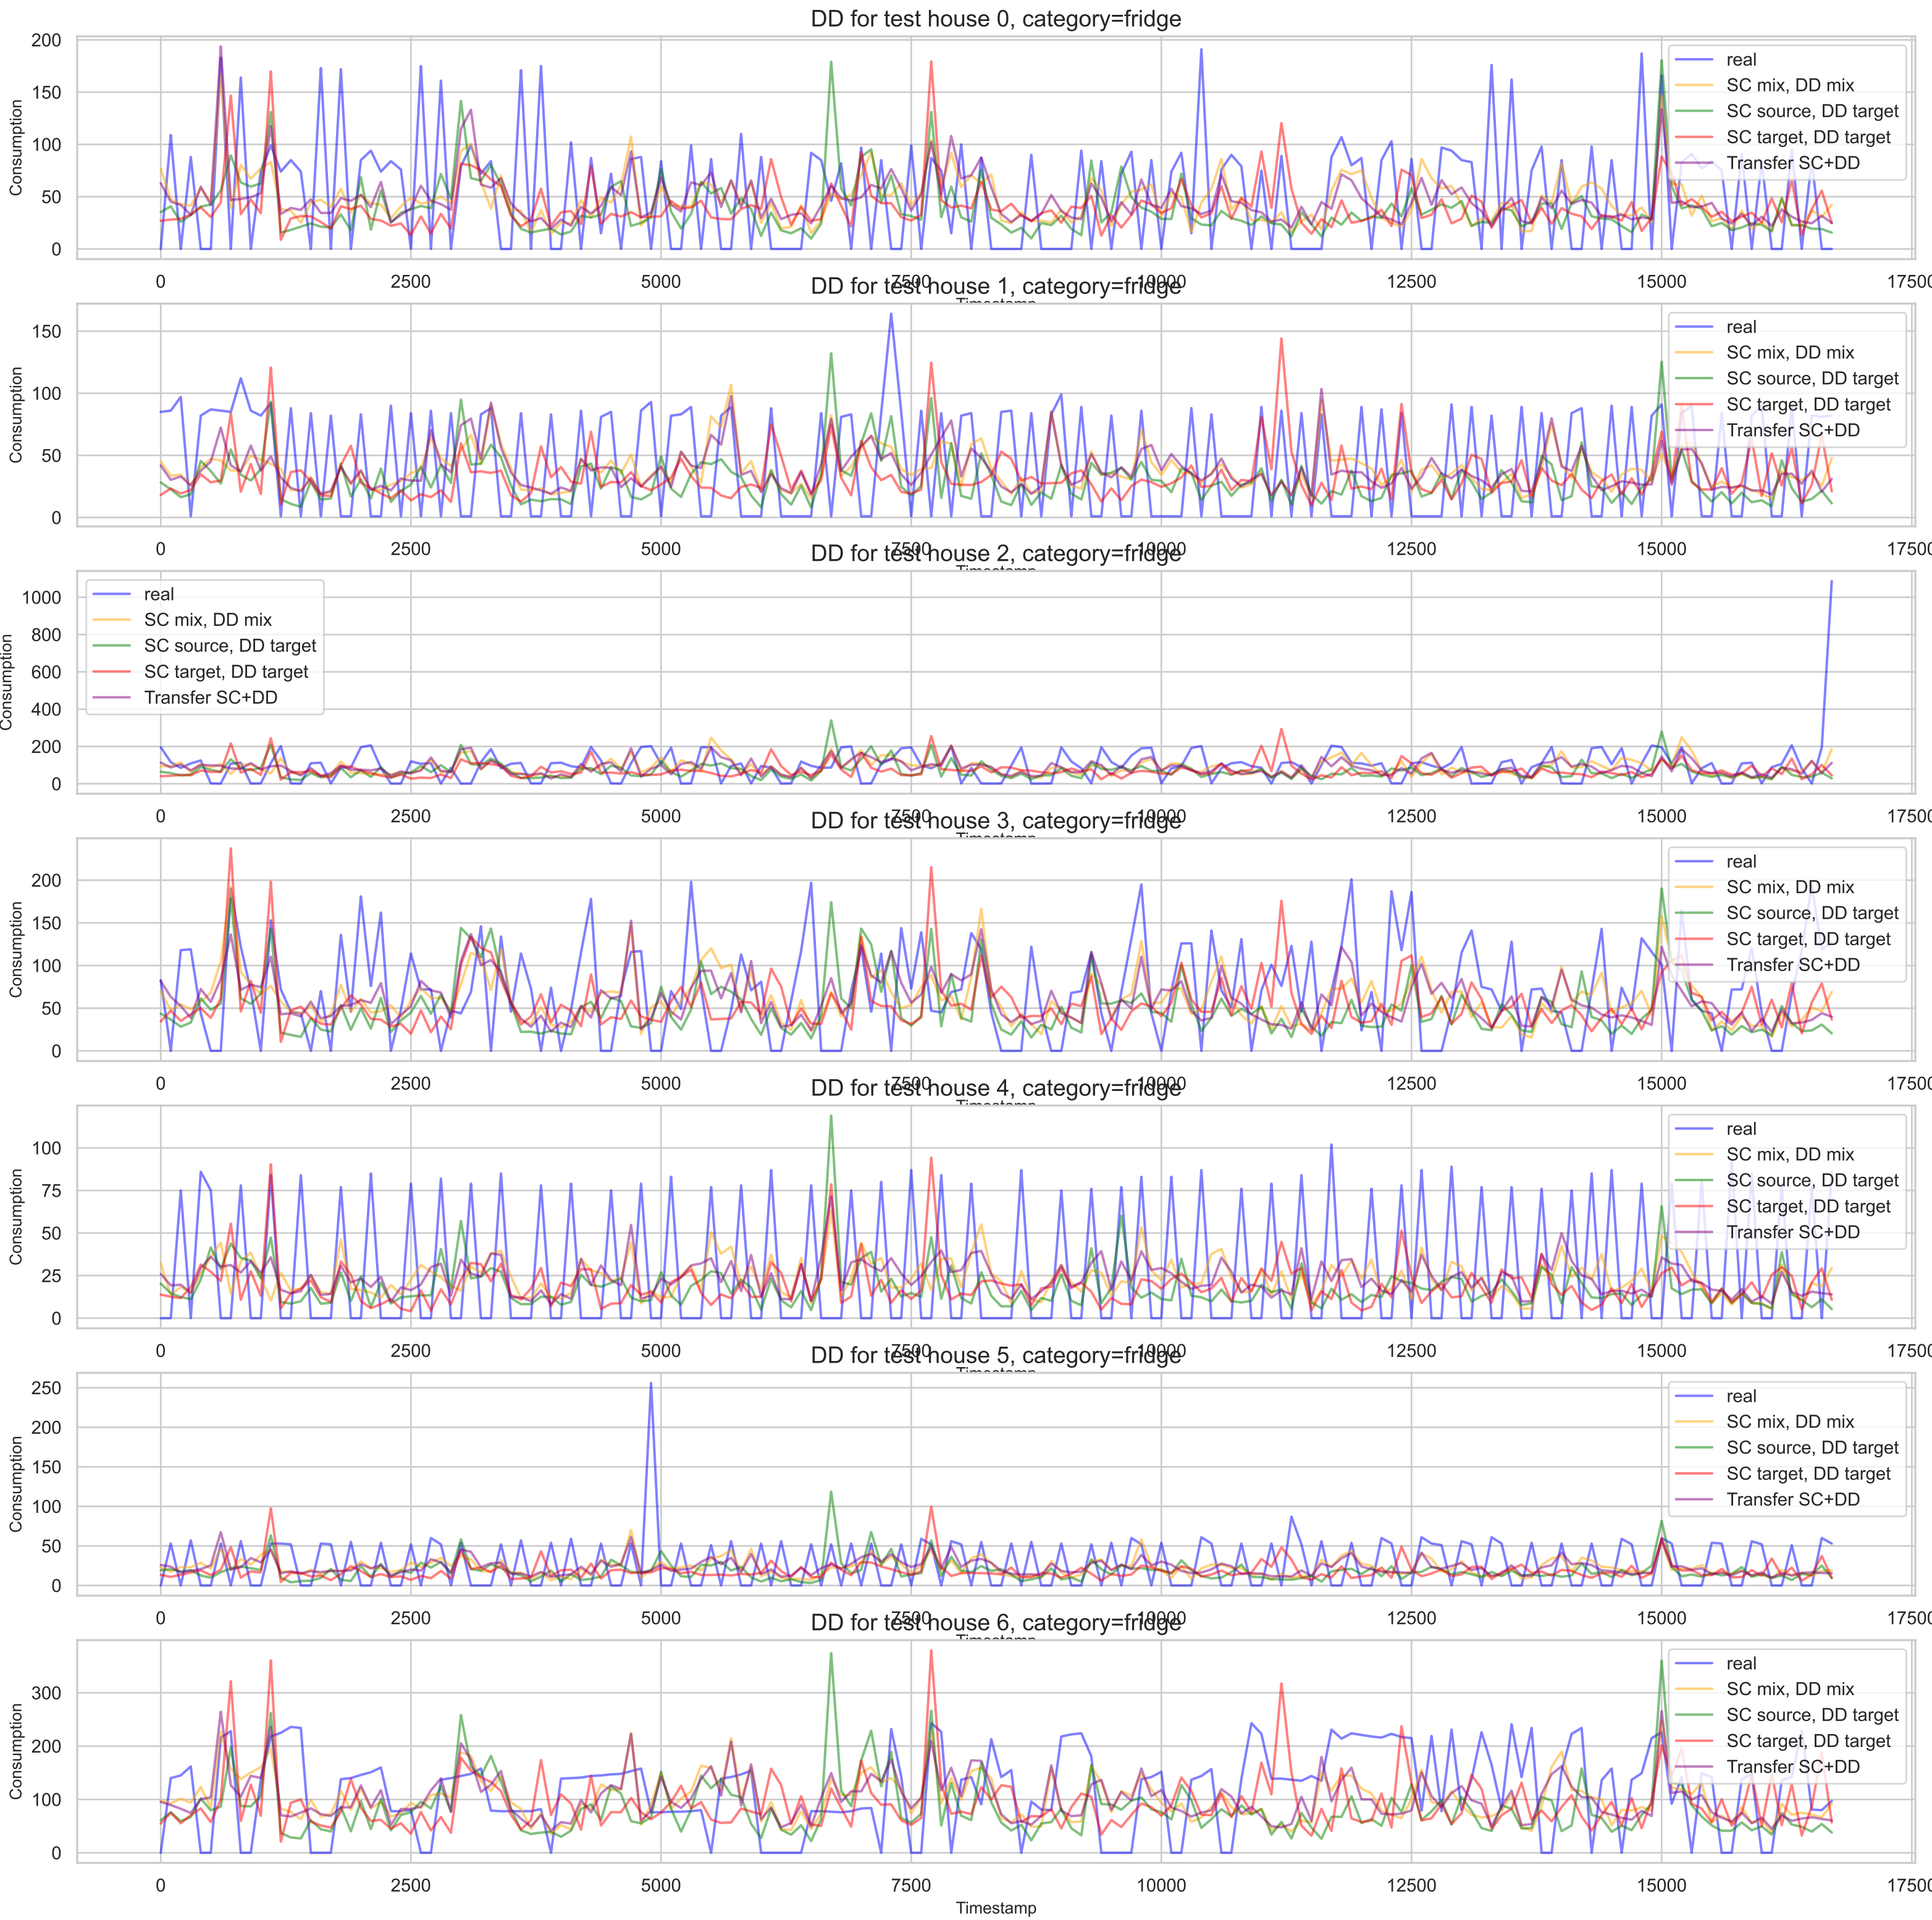 DD for test house 0, category=fridge
200
150
100
50
0
Consumption
real
SC mix, DD mix
SC source, DD target
SC target, DD target
Transfer SC+DD
0 2500 5000 7500 10000 12500 15000 17500
Timestamp
DD for test house 1, category=fridge
150
100
50
0
Consumption
real
SC mix, DD mix
SC source, DD target
SC target, DD target
Transfer SC+DD
0 2500 5000 7500 10000 12500 15000 17500
Timestamp
DD for test house 2, category=fridge
1000
800
600
400
200
0
Consumption
real
SC mix, DD mix
SC source, DD target
SC target, DD target
Transfer SC+DD
0 2500 5000 7500 10000 12500 15000 17500
Timestamp
DD for test house 3, category=fridge
200
150
100
50
0
Consumption
real
SC mix, DD mix
SC source, DD target
SC target, DD target
Transfer SC+DD
0 2500 5000 7500 10000 12500 15000 17500
Timestamp
DD for test house 4, category=fridge
100
75
50
25
0
Consumption
real
SC mix, DD mix
SC source, DD target
SC target, DD target
Transfer SC+DD
0 2500 5000 7500 10000 12500 15000 17500
Timestamp
DD for test house 5, category=fridge
250
200
150
100
50
0
Consumption
real
SC mix, DD mix
SC source, DD target
SC target, DD target
Transfer SC+DD
0 2500 5000 7500 10000 12500 15000 17500
Timestamp
DD for test house 6, category=fridge
300
200
100
0
Consumption
real
SC mix, DD mix
SC source, DD target
SC target, DD target
Transfer SC+DD
0 2500 5000 7500 10000 12500 15000 17500
Timestamp